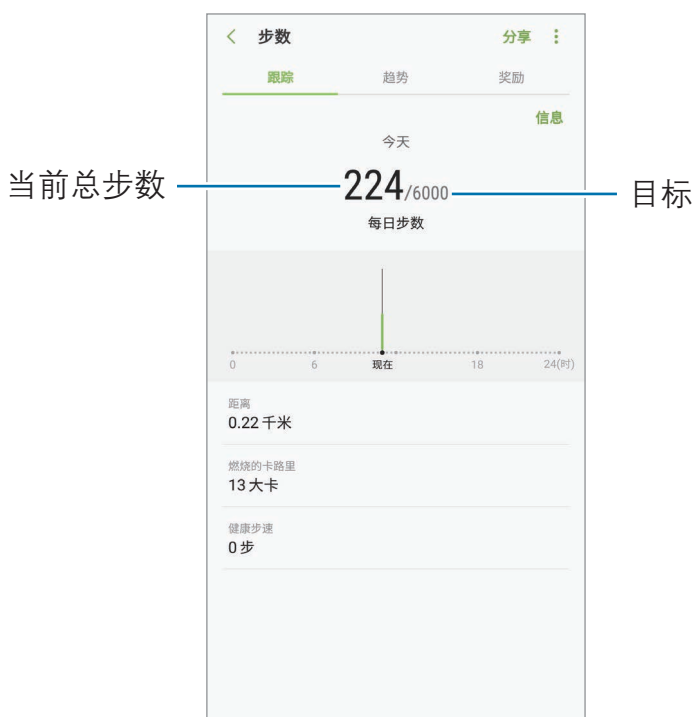 步数 分享
跟踪 趋势 奖励
信息
今天
当前总步数 224/6000 目标
每日步数
0 6 现在 18 24(时)
距离
0.22 千米
燃烧的卡路里
13 大卡
健康步速
0 步